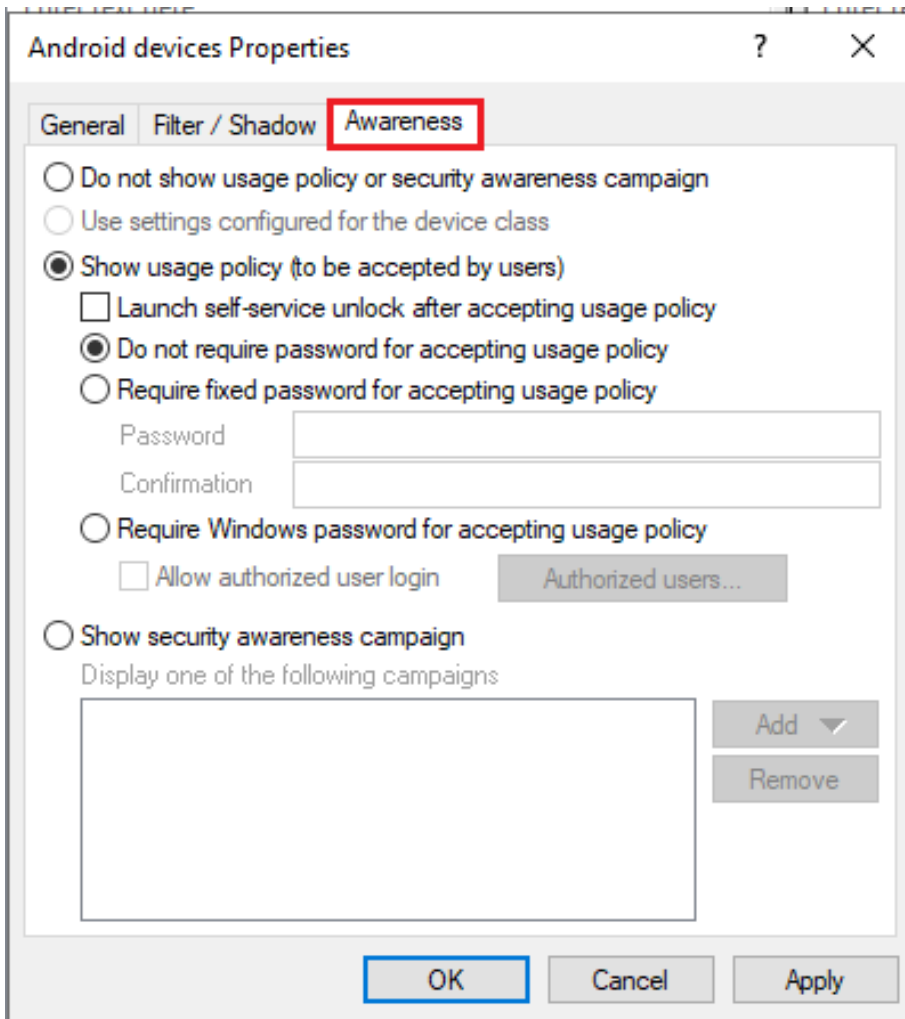 Android devices Properties ? X
General Filter / Shadow Awareness
Do not show usage policy or security awareness campaign
Use settings configured for the device class
Show usage policy (to be accepted by users)
Launch self-service unlock after accepting usage policy
Do not require password for accepting usage policy
Require fixed password for accepting usage policy
Password
Confirmation
Require Windows password for accepting usage policy
Allow authorized user login Authorized users...
Show security awareness campaign
Display one of the following campaigns
Add
Remove
OK Cancel Apply